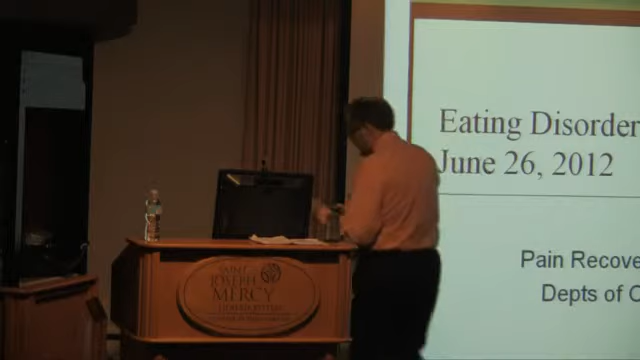 Eating Disorder
June 26, 2012
Pain Recove
Depts of
SAINT
JOSEPH
MERCY